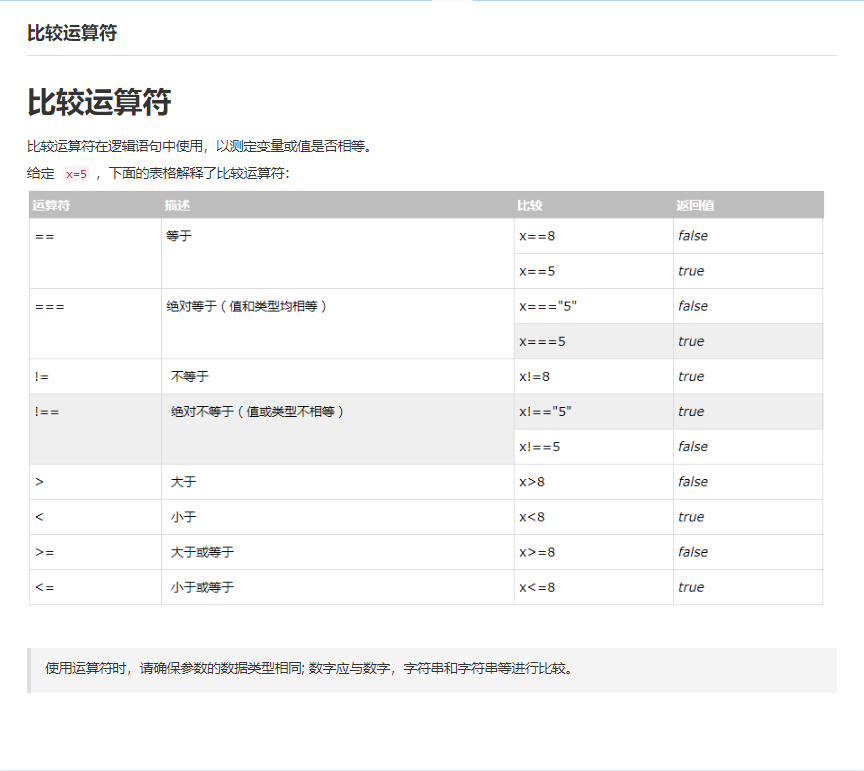 比较运算符
比较运算符
比较运算符在逻辑语句中使用，以测定变量或值是否相等。
给定 x=5 ，下面的表格解释了比较运算符：
运算符 描述 比较 返回值
== 等于 x==8 false
x==5 true
=== 绝对等于（值和类型均相等） x==="5" false
x===5 true
!= 不等于 x!=8 true
!== 绝对不等于（值或类型不相等） x!=="5" true
x!==5 false
> 大于 x>8 false
< 小于 x<8 true
>= 大于或等于 x>=8 false
<= 小于或等于 x<=8 true
使用运算符时，请确保参数的数据类型相同; 数字应与数字，字符串和字符串等进行比较。